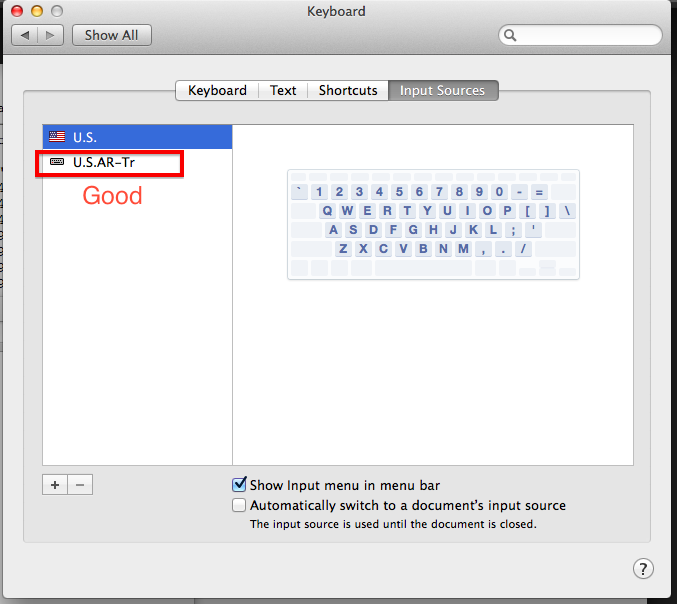 Keyboard
Show All
Keyboard Text Shortcuts Input Sources
U.S.
U.S.AR-Tr
Good
` 1 2 3 4 5 6 7 8 9 0 - =
Q W E R T Y U I O P [ ] \
A S D F G H J K L ; '
Z X C V B N M , . /
+ −
Show Input menu in menu bar
Automatically switch to a document's input source
The input source is used until the document is closed.
?